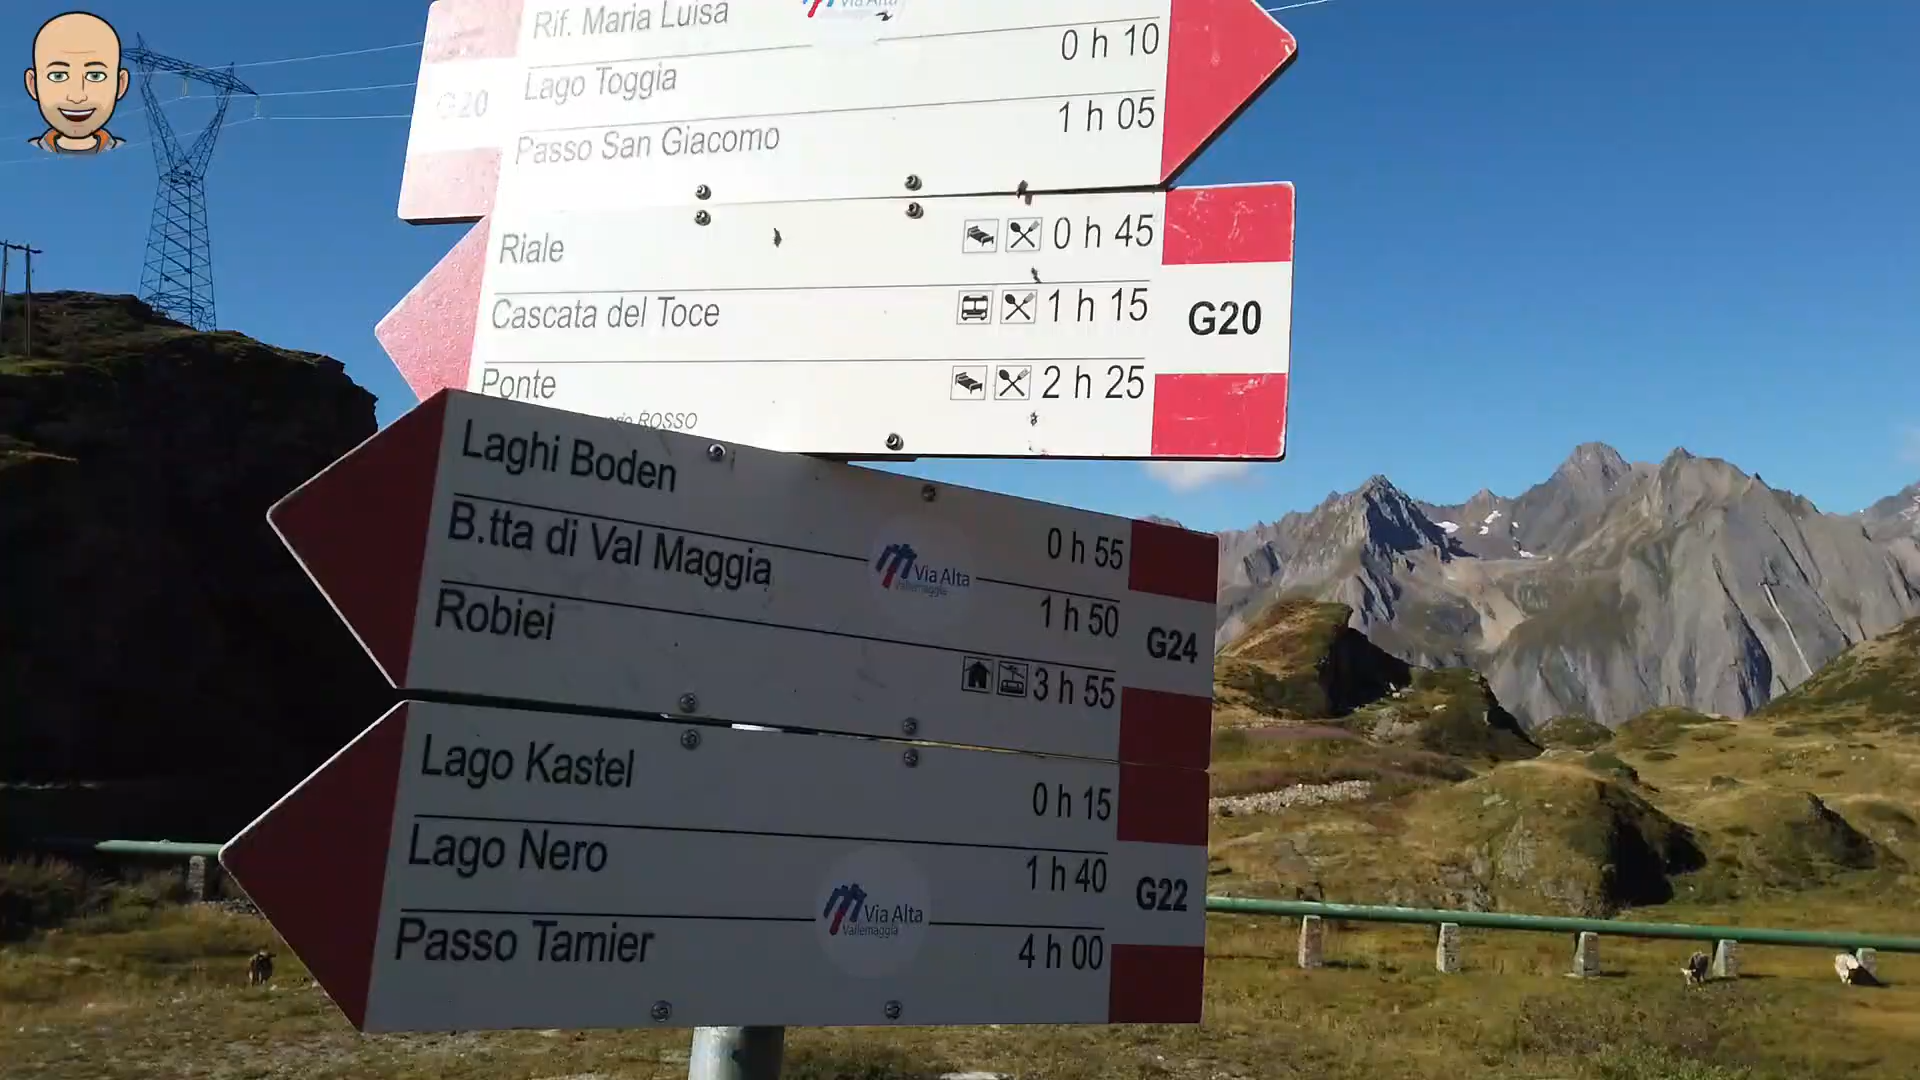 Rif. Maria Luisa
Via Alta
0 h 10
Lago Toggia
G20
1 h 05
Passo San Giacomo
Riale 0 h 45
Cascata del Toce 1 h 15
G20
Ponte 2 h 25
ROSSO
Laghi Boden 0 h 55
B.tta di Val Maggia 1 h 50
Via Alta
Vallemaggia
G24
Robiei 3 h 55
Lago Kastel 0 h 15
Lago Nero 1 h 40
G22
Via Alta
Vallemaggia
Passo Tamier 4 h 00